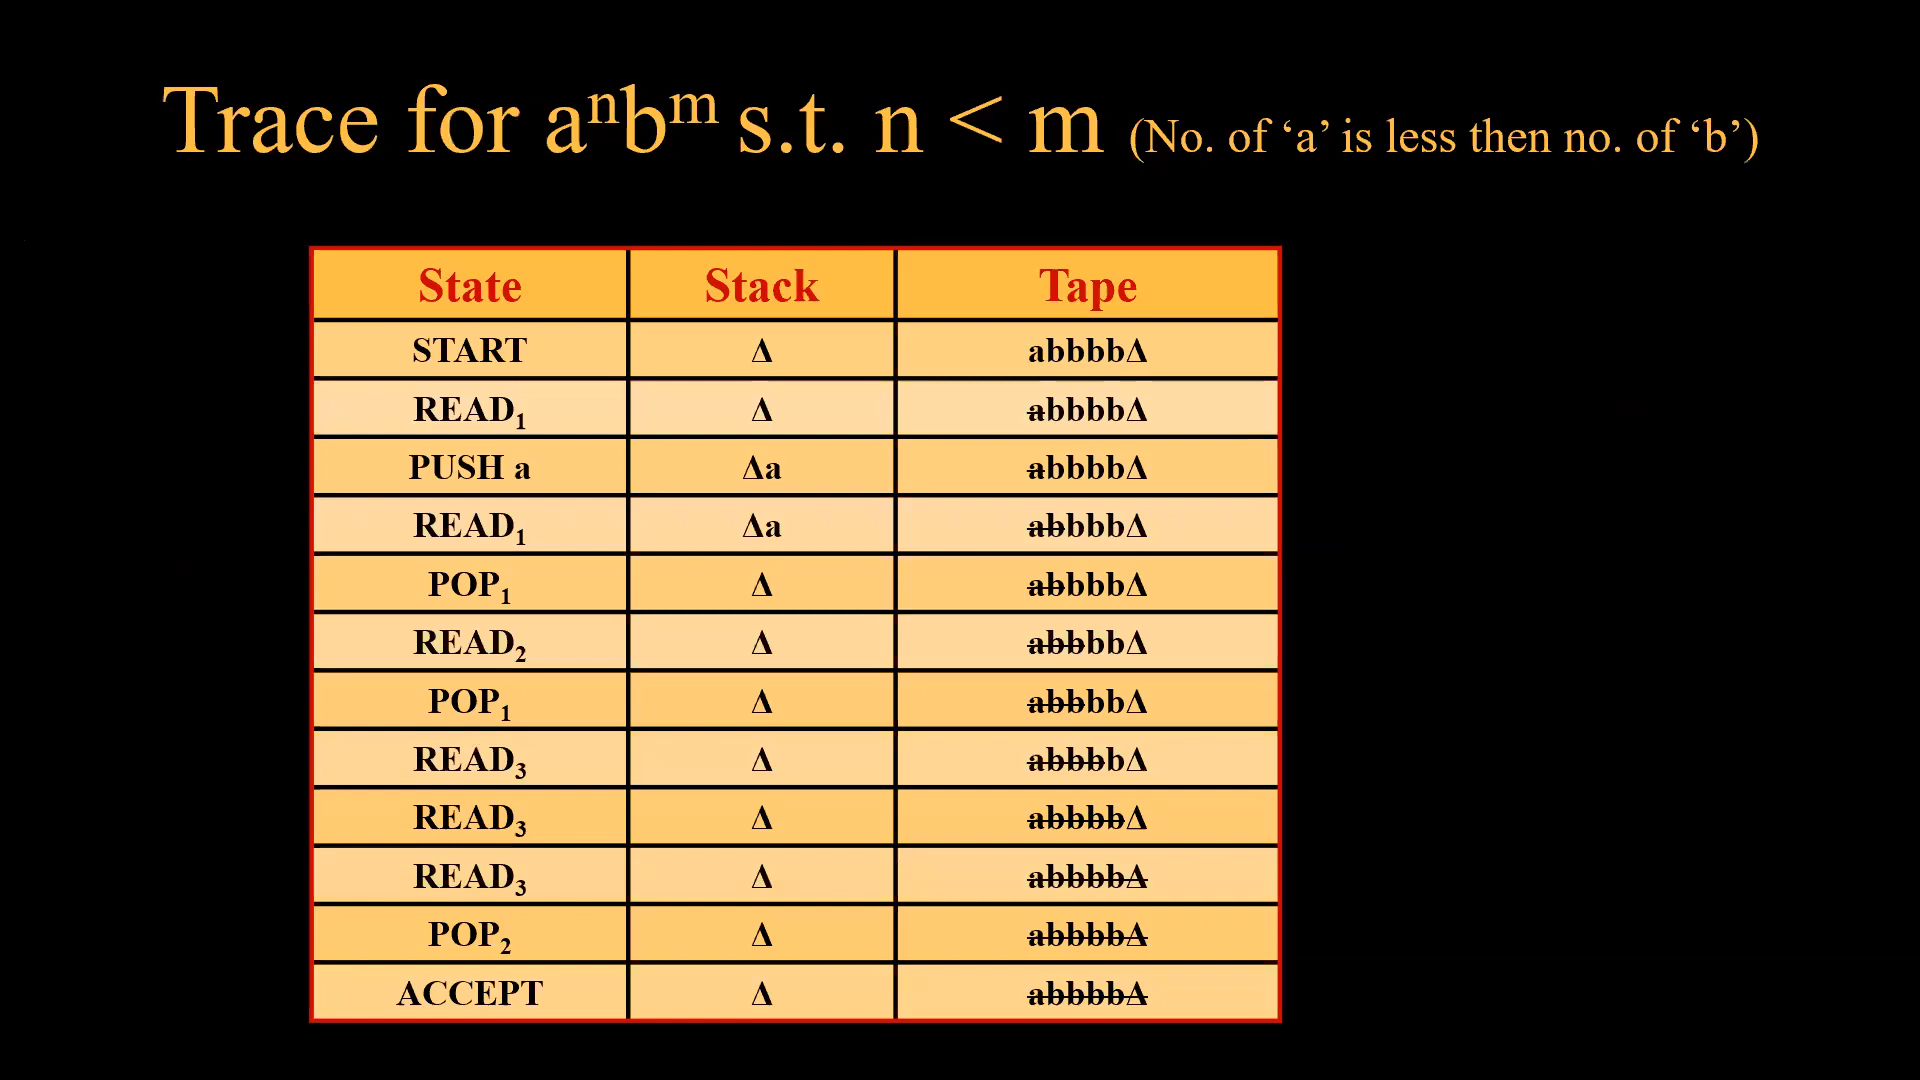 Trace for aⁿbᵐ s.t. n < m (No. of ‘a’ is less then no. of ‘b’)
State Stack Tape
START Δ abbbbΔ
READ₁ Δ abbbbΔ
PUSH a Δa abbbbΔ
READ₁ Δa abbbbΔ
POP₁ Δ abbbbΔ
READ₂ Δ abbbbΔ
POP₁ Δ abbbbΔ
READ₃ Δ abbbbΔ
READ₃ Δ abbbbΔ
READ₃ Δ abbbbΔ
POP₂ Δ abbbbΔ
ACCEPT Δ abbbbΔ